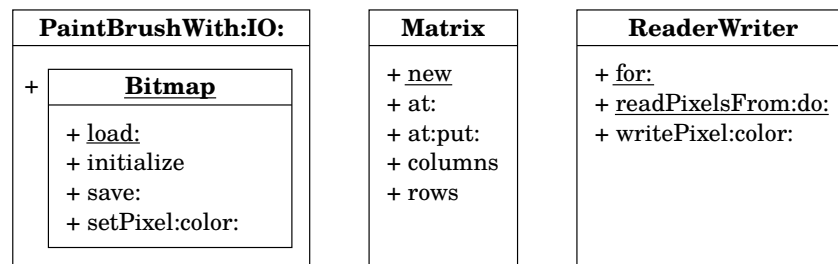 PaintBrushWith:IO:
+ Bitmap
+ load:
+ initialize
+ save:
+ setPixel:color:
Matrix
+ new
+ at:
+ at:put:
+ columns
+ rows
ReaderWriter
+ for:
+ readPixelsFrom:do:
+ writePixel:color: